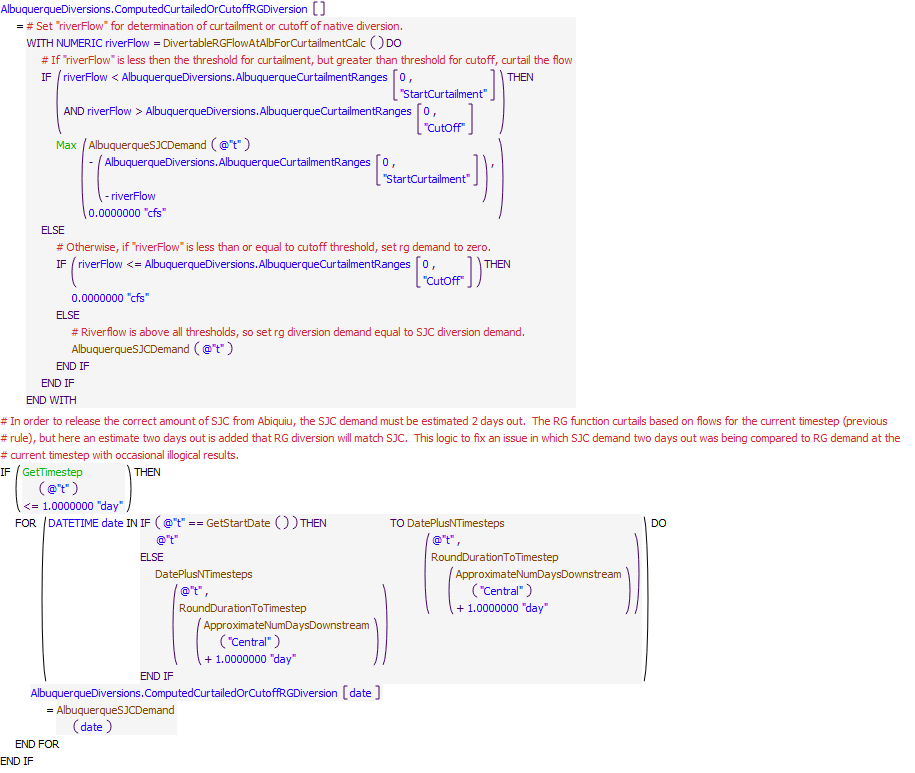 AlbuquerqueDiversions.ComputedCurtailedOrCutoffRGDiversion []
= # Set "riverFlow" for determination of curtailment or cutoff of native diversion.
WITH NUMERIC riverFlow = DivertableRGFlowAtAlbForCurtailmentCalc () DO
# If "riverFlow" is less then the threshold for curtailment, but greater than threshold for cutoff, curtail the flow
IF ( riverFlow < AlbuquerqueDiversions.AlbuquerqueCurtailmentRanges [ 0 , ) THEN
"StartCurtailment" ]
AND riverFlow > AlbuquerqueDiversions.AlbuquerqueCurtailmentRanges [ 0 ,
"CutOff" ]
Max ( AlbuquerqueSJCDemand ( @"t" )
- ( AlbuquerqueDiversions.AlbuquerqueCurtailmentRanges [ 0 , ) ,
"StartCurtailment" ]
- riverFlow
0.0000000 "cfs" )
ELSE
# Otherwise, if "riverFlow" is less than or equal to cutoff threshold, set rg demand to zero.
IF ( riverFlow <= AlbuquerqueDiversions.AlbuquerqueCurtailmentRanges [ 0 , ) THEN
"CutOff" ]
0.0000000 "cfs"
ELSE
# Riverflow is above all thresholds, so set rg diversion demand equal to SJC diversion demand.
AlbuquerqueSJCDemand ( @"t" )
END IF
END IF
END WITH
# In order to release the correct amount of SJC from Abiquiu, the SJC demand must be estimated 2 days out. The RG function curtails based on flows for the current timestep (previous
# rule), but here an estimate two days out is added that RG diversion will match SJC. This logic to fix an issue in which SJC demand two days out was being compared to RG demand at the
# current timestep with occasional illogical results.
IF ( GetTimestep ) THEN
( @"t" )
<= 1.0000000 "day"
FOR ( DATETIME date IN IF ( @"t" == GetStartDate () ) THEN TO DatePlusNTimesteps ) DO
@"t" ( @"t" ,
ELSE RoundDurationToTimestep
DatePlusNTimesteps ( ApproximateNumDaysDownstream
( @"t" , ( "Central" )
RoundDurationToTimestep + 1.0000000 "day" ) )
( ApproximateNumDaysDownstream
( "Central" )
+ 1.0000000 "day" ) )
END IF
AlbuquerqueDiversions.ComputedCurtailedOrCutoffRGDiversion [ date ]
= AlbuquerqueSJCDemand
( date )
END FOR
END IF